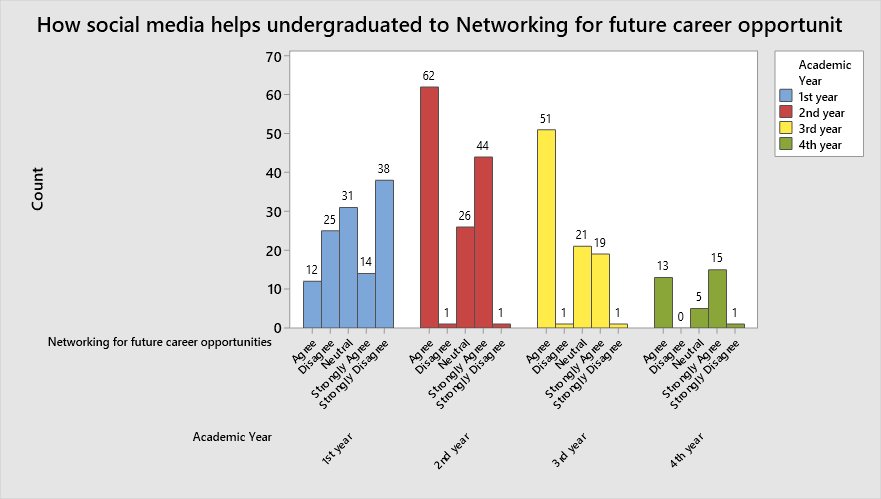 How social media helps undergraduated to Networking for future career opportunit
Count
70
60
50
40
30
20
10
0
12
25
31
14
38
62
1
26
44
1
51
1
21
19
1
13
0
5
15
1
Academic
Year
1st year
2nd year
3rd year
4th year
Networking for future career opportunities
Agree
Disagree
Neutral
Strongly Agree
Strongly Disagree
Agree
Disagree
Neutral
Strongly Agree
Strongly Disagree
Agree
Disagree
Neutral
Strongly Agree
Strongly Disagree
Agree
Disagree
Neutral
Strongly Agree
Strongly Disagree
Academic Year
1st year
2nd year
3rd year
4th year